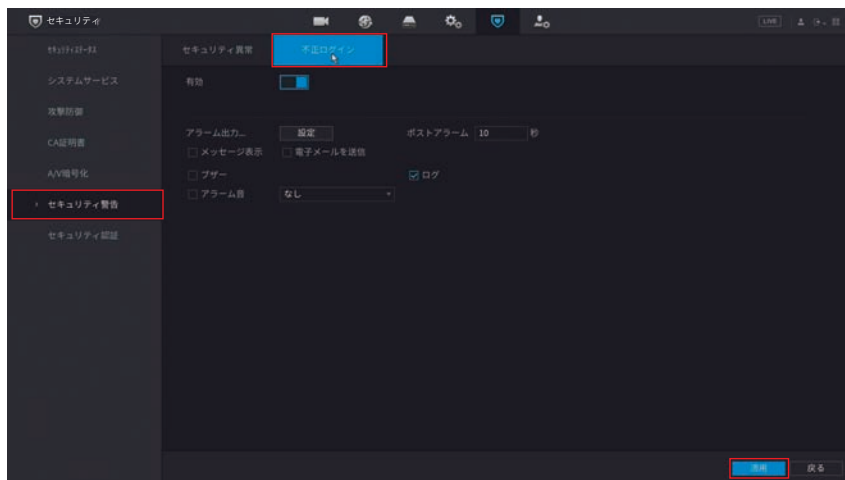 セキュリティ
LIVE
ｾｷｭﾘﾃｨｽﾃｰﾀｽ
セキュリティ異常
不正ログイン
システムサービス
有効
攻撃防御
CA証明書
アラーム出力...
設定
ポストアラーム 10 秒
メッセージ表示
電子メールを送信
A/V暗号化
ブザー
ログ
セキュリティ警告
アラーム音
なし
セキュリティ認証
適用
戻る